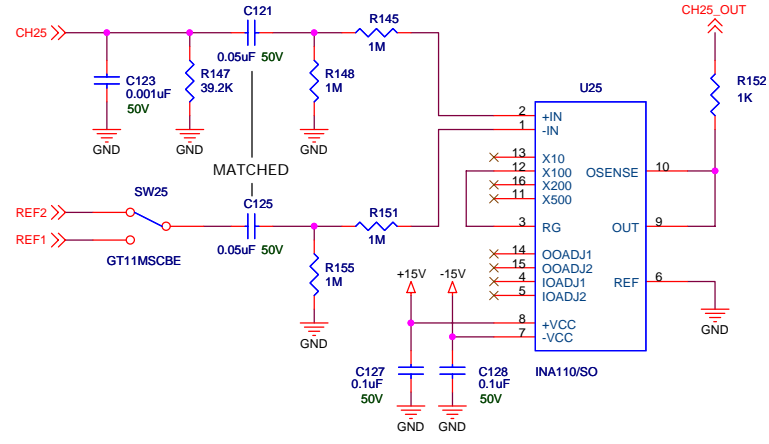 CH25_OUT
C121
R145
CH25
0.05uF 50V
1M
C123
0.001uF
50V
R147
39.2K
R148
1M
R152
1K
U25
GND
GND
GND
2 +IN
1 -IN
MATCHED
13 X10
12 X100
16 X200
11 X500
OSENSE 10
SW25
REF2
REF1
C125
R151
3 RG
OUT 9
0.05uF 50V
1M
GT11MSCBE
R155
1M
14 OOADJ1
15 OOADJ2
4 IOADJ1
5 IOADJ2
REF 6
+15V
-15V
GND
GND
8 +VCC
7 -VCC
C127
0.1uF
50V
C128
0.1uF
50V
INA110/SO
GND
GND